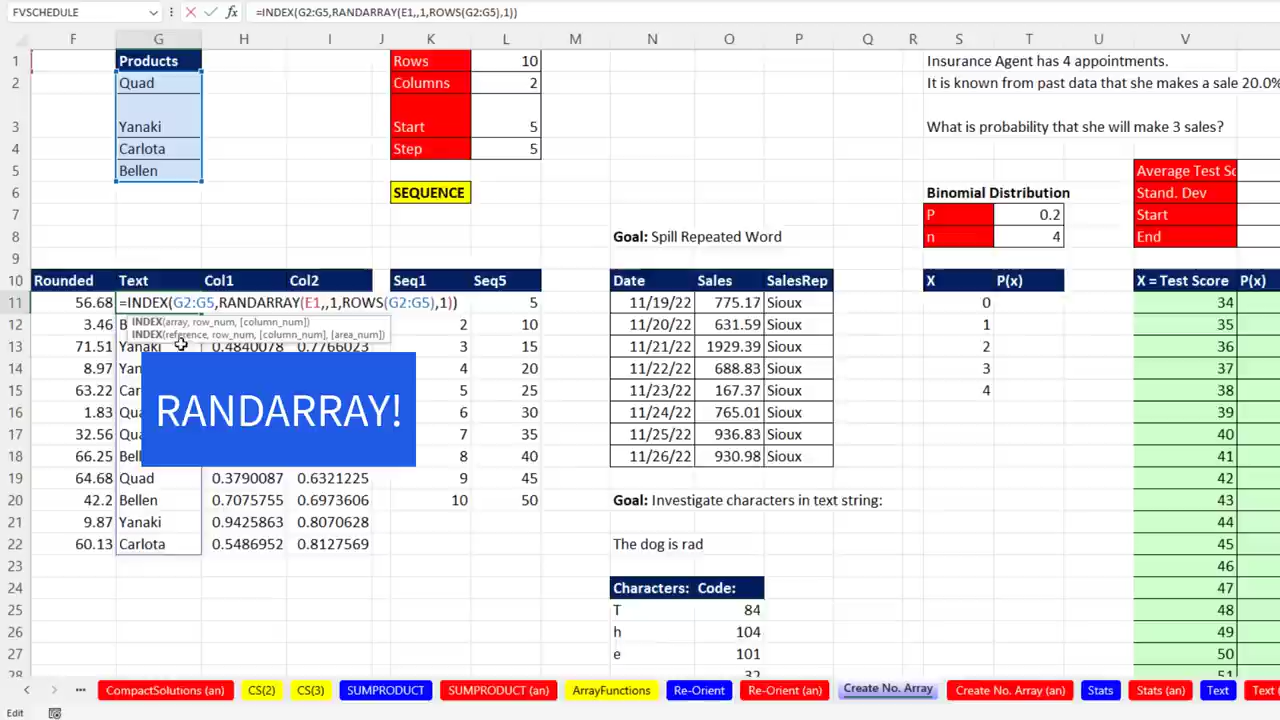 FVSCHEDULE fx =INDEX(G2:G5,RANDARRAY(E1,,1,ROWS(G2:G5),1))
F G H I J K L M N O P Q R S T U V
1 Products Rows 10 Insurance Agent has 4 appointments.
2 Quad Columns 2 It is known from past data that she makes a sale 20.0%
3 Yanaki Start 5 What is probability that she will make 3 sales?
4 Carlota Step 5
5 Bellen Average Test Sc
6 SEQUENCE Binomial Distribution Stand. Dev
7 P 0.2 Start
8 Goal: Spill Repeated Word n 4 End
9
10 Rounded Text Col1 Col2 Seq1 Seq5 Date Sales SalesRep X P(x) X = Test Score P(x)
11 56.68 =INDEX(G2:G5,RANDARRAY(E1,,1,ROWS(G2:G5),1)) 5 11/19/22 775.17 Sioux 0 34
INDEX(array, row_num, [column_num])
12 3.46 B 2 10 11/20/22 631.59 Sioux 1 35
INDEX(reference, row_num, [column_num], [area_num])
13 71.51 Yanaki 0.4840078 0.7766023 3 15 11/21/22 1929.39 Sioux 2 36
14 8.97 Yan 4 20 11/22/22 688.83 Sioux 3 37
15 63.22 Car 5 25 11/23/22 167.37 Sioux 4 38
RANDARRAY!
16 1.83 Qua 6 30 11/24/22 765.01 Sioux 39
17 32.56 Qua 7 35 11/25/22 936.83 Sioux 40
18 66.25 Bell 8 40 11/26/22 930.98 Sioux 41
19 64.68 Quad 0.3790087 0.6321225 9 45 42
20 42.2 Bellen 0.7075755 0.6973606 10 50 Goal: Investigate characters in text string: 43
21 9.87 Yanaki 0.9425863 0.8070628 44
22 60.13 Carlota 0.5486952 0.8127569 The dog is rad 45
23 46
24 Characters: Code: 47
25 T 84 48
26 h 104 49
27 e 101 50
28 32 51
CompactSolutions (an) CS(2) CS(3) SUMPRODUCT SUMPRODUCT (an) ArrayFunctions Re-Orient Re-Orient (an) Create No. Array Create No. Array (an) Stats Stats (an) Text Text (
Edit